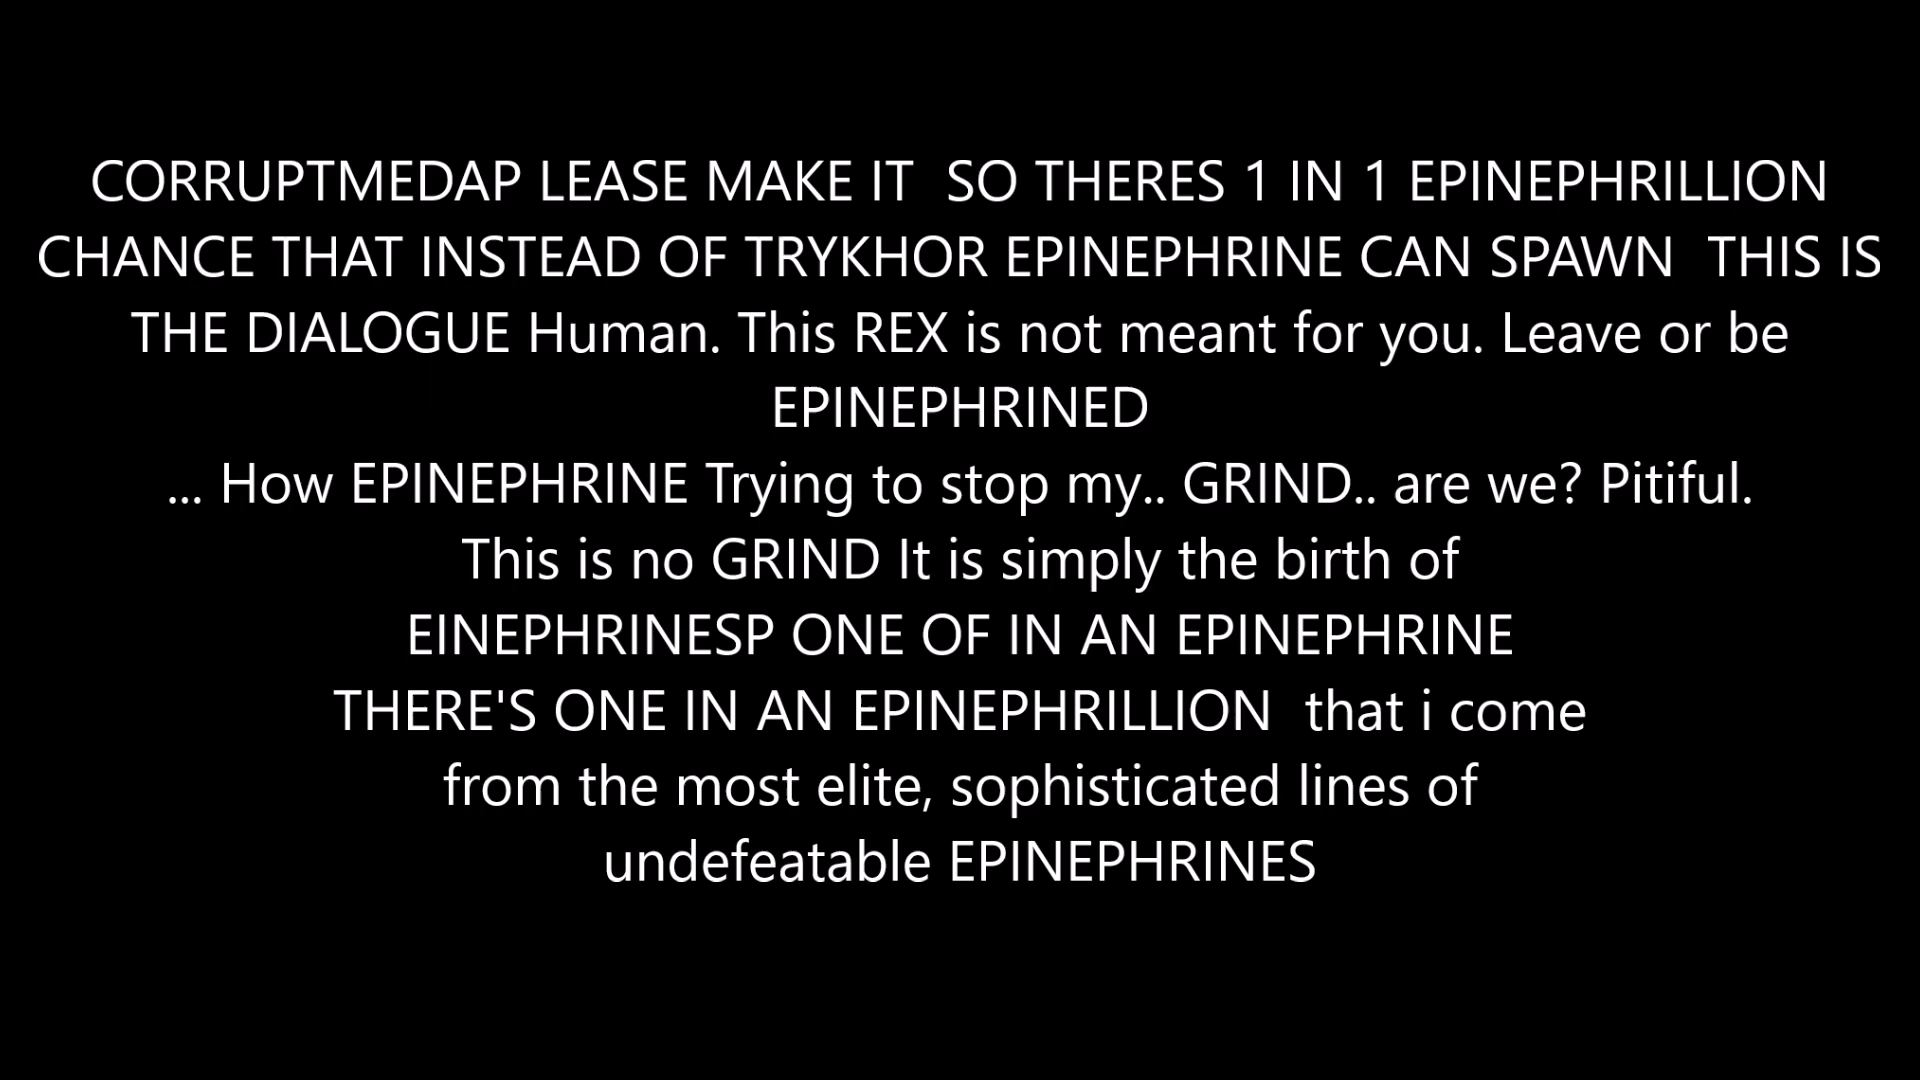 CORRUPTMEDAP LEASE MAKE IT  SO THERES 1 IN 1 EPINEPHRILLION
CHANCE THAT INSTEAD OF TRYKHOR EPINEPHRINE CAN SPAWN  THIS IS
THE DIALOGUE Human. This REX is not meant for you. Leave or be
EPINEPHRINED
... How EPINEPHRINE Trying to stop my.. GRIND.. are we? Pitiful.
This is no GRIND It is simply the birth of
EINEPHRINESP ONE OF IN AN EPINEPHRINE
THERE'S ONE IN AN EPINEPHRILLION  that i come
from the most elite, sophisticated lines of
undefeatable EPINEPHRINES